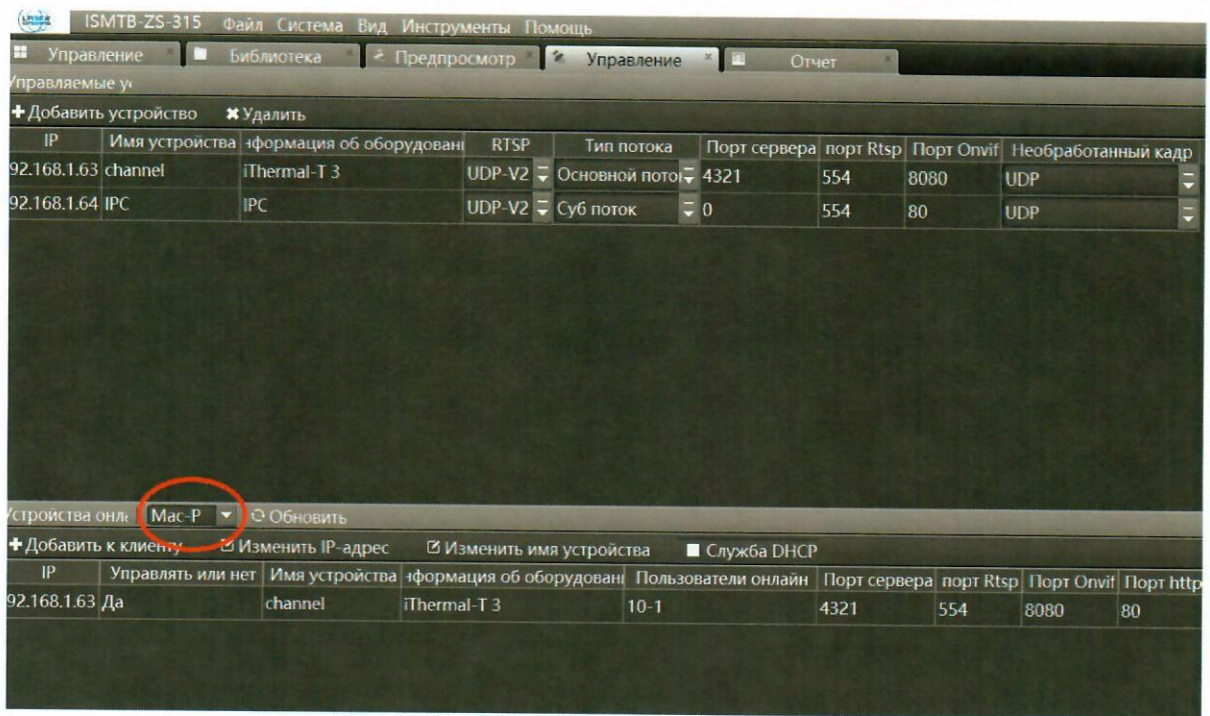 ISMTB-ZS-315 Файл Система Вид Инструменты Помощь
Управление Библиотека Предпросмотр Управление Отчет
Управляемые ус
Добавить устройство Удалить
IP Имя устройства нформация об оборудовани RTSP Тип потока Порт сервера порт Rtsp Порт Onvif Необработанный кадр
92.168.1.63 channel iThermal-T 3 UDP-V2 Основной пото 4321 554 8080 UDP
92.168.1.64 IPC IPC UDP-V2 Суб поток 0 554 80 UDP
Устройства онл Mac-P Обновить
Добавить к клиенту Изменить IP-адрес Изменить имя устройства Служба DHCP
IP Управлять или нет Имя устройства нформация об оборудовани Пользователи онлайн Порт сервера порт Rtsp Порт Onvif Порт http
92.168.1.63 Да channel iThermal-T 3 10-1 4321 554 8080 80